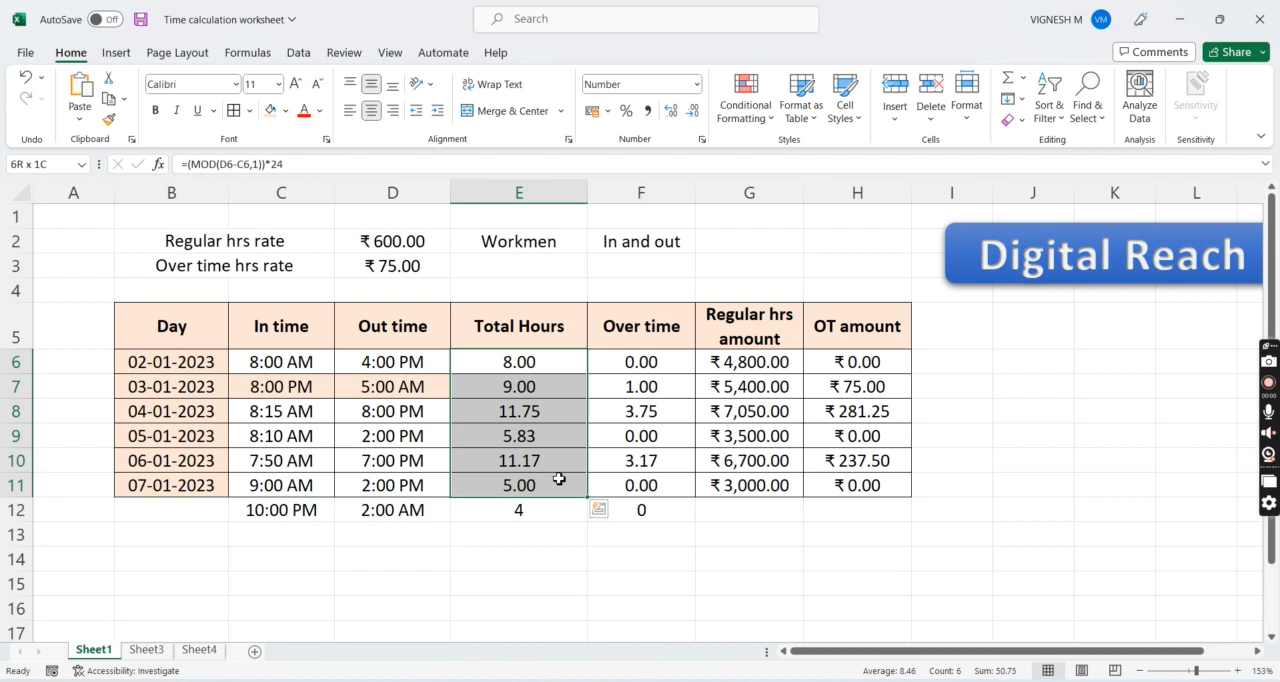 AutoSave Off Time calculation worksheet Search VIGNESH M VM
File Home Insert Page Layout Formulas Data Review View Automate Help Comments Share
Paste Calibri 11 A A Wrap Text Number Conditional Formatting Format as Table Cell Styles Insert Delete Format Sort & Filter Find & Select Analyze Data Sensitivity
B I U A Merge & Center % 
Undo Clipboard Font Alignment Number Styles Cells Editing Analysis Sensitivity
6R x 1C fx =(MOD(D6-C6,1))*24
A B C D E F G H I J K L
1
2 Regular hrs rate ₹ 600.00 Workmen In and out
Digital Reach
3 Over time hrs rate ₹ 75.00
4
5 Day In time Out time Total Hours Over time Regular hrs amount OT amount
6 02-01-2023 8:00 AM 4:00 PM 8.00 0.00 ₹ 4,800.00 ₹ 0.00
7 03-01-2023 8:00 PM 5:00 AM 9.00 1.00 ₹ 5,400.00 ₹ 75.00
8 04-01-2023 8:15 AM 8:00 PM 11.75 3.75 ₹ 7,050.00 ₹ 281.25
9 05-01-2023 8:10 AM 2:00 PM 5.83 0.00 ₹ 3,500.00 ₹ 0.00
10 06-01-2023 7:50 AM 7:00 PM 11.17 3.17 ₹ 6,700.00 ₹ 237.50
11 07-01-2023 9:00 AM 2:00 PM 5.00 0.00 ₹ 3,000.00 ₹ 0.00
12 10:00 PM 2:00 AM 4 0
13
14
15
16
17
Sheet1 Sheet3 Sheet4
Ready Accessibility: Investigate Average: 8.46 Count: 6 Sum: 50.75 153%